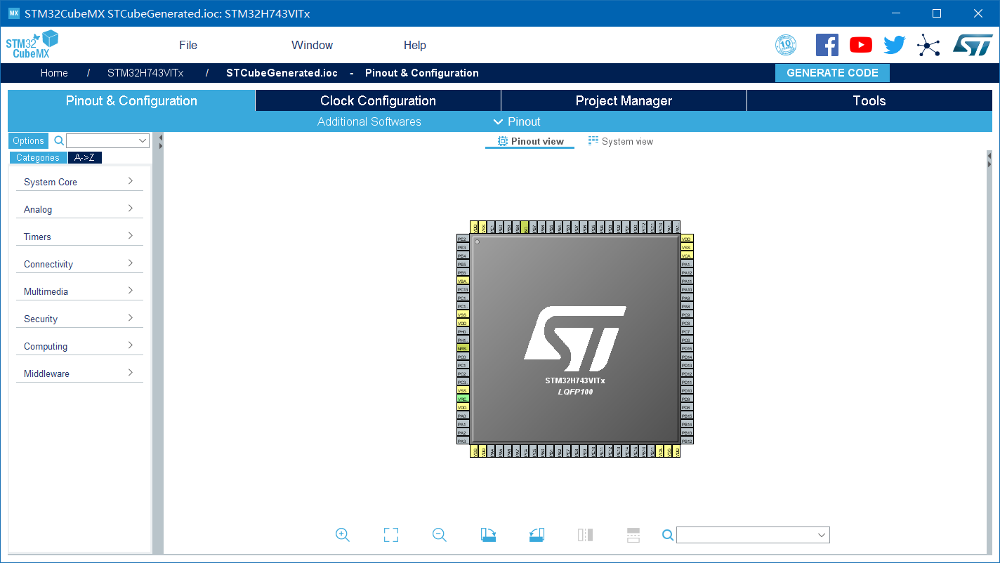 MX STM32CubeMX STCubeGenerated.ioc: STM32H743VITx
STM32 CubeMX
File Window Help
10
Home / STM32H743VITx / STCubeGenerated.ioc - Pinout & Configuration GENERATE CODE
Pinout & Configuration Clock Configuration Project Manager Tools
Additional Softwares Pinout
Options
Pinout view System view
Categories A->Z
System Core
Analog
Timers
Connectivity
Multimedia
Security
Computing
Middleware
PE2
PE3
PE4
PE5
PE6
VBA..
PC13
PC1..
PC1..
VSS
VDD
PH0..
PH1..
NRS..
PC0
PC1
PC2..
PC3..
VSS..
VRE..
VDD..
PA0
PA1
PA2
PA3
VDD
VSS
VCA..
PA1..
PA12
PA11
PA10
PA9
PA8
PC9
PC8
PC7
PC6
PD15
PD14
PD13
PD12
PD11
PD10
PD9
PD8
PB15
PB14
PB13
PB12
STM32H743VITx
LQFP100